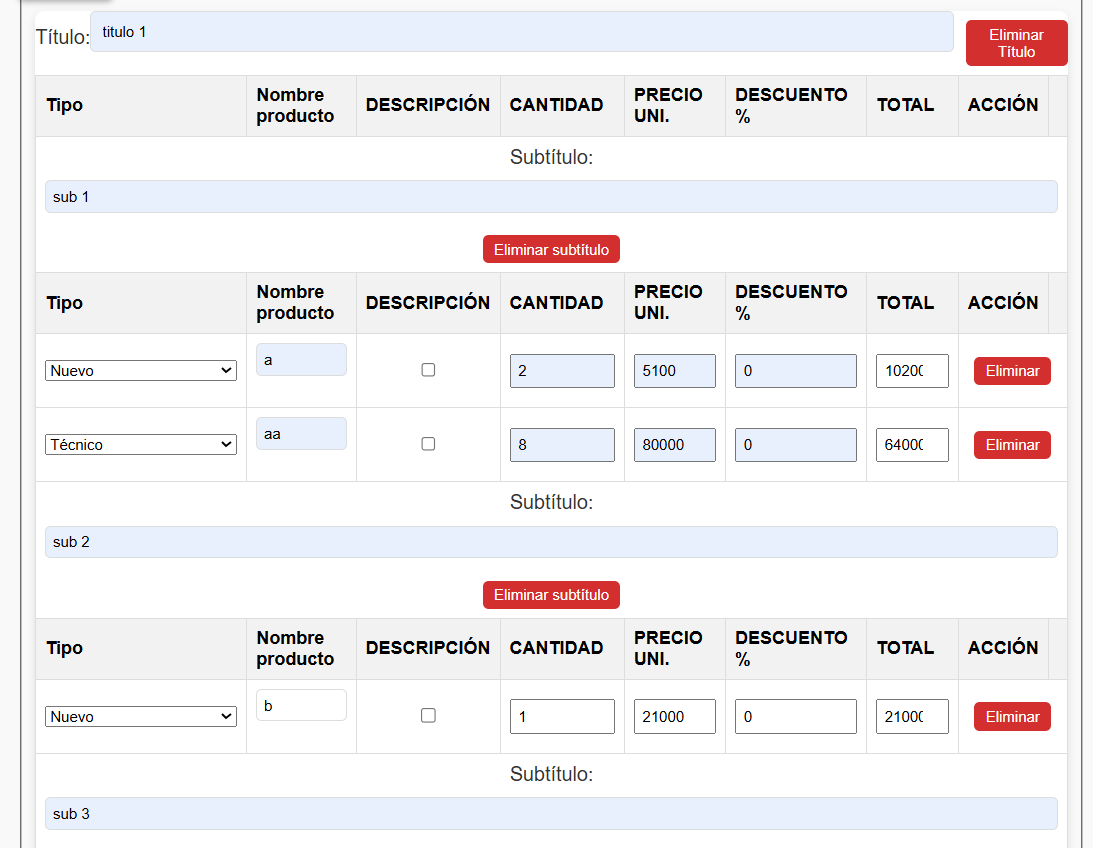 Título: titulo 1 Eliminar Título
Tipo Nombre producto DESCRIPCIÓN CANTIDAD PRECIO UNI. DESCUENTO % TOTAL ACCIÓN
Subtítulo:
sub 1
Eliminar subtítulo
Tipo Nombre producto DESCRIPCIÓN CANTIDAD PRECIO UNI. DESCUENTO % TOTAL ACCIÓN
Nuevo a 2 5100 0 10200 Eliminar
Técnico aa 8 80000 0 64000 Eliminar
Subtítulo:
sub 2
Eliminar subtítulo
Tipo Nombre producto DESCRIPCIÓN CANTIDAD PRECIO UNI. DESCUENTO % TOTAL ACCIÓN
Nuevo b 1 21000 0 21000 Eliminar
Subtítulo:
sub 3